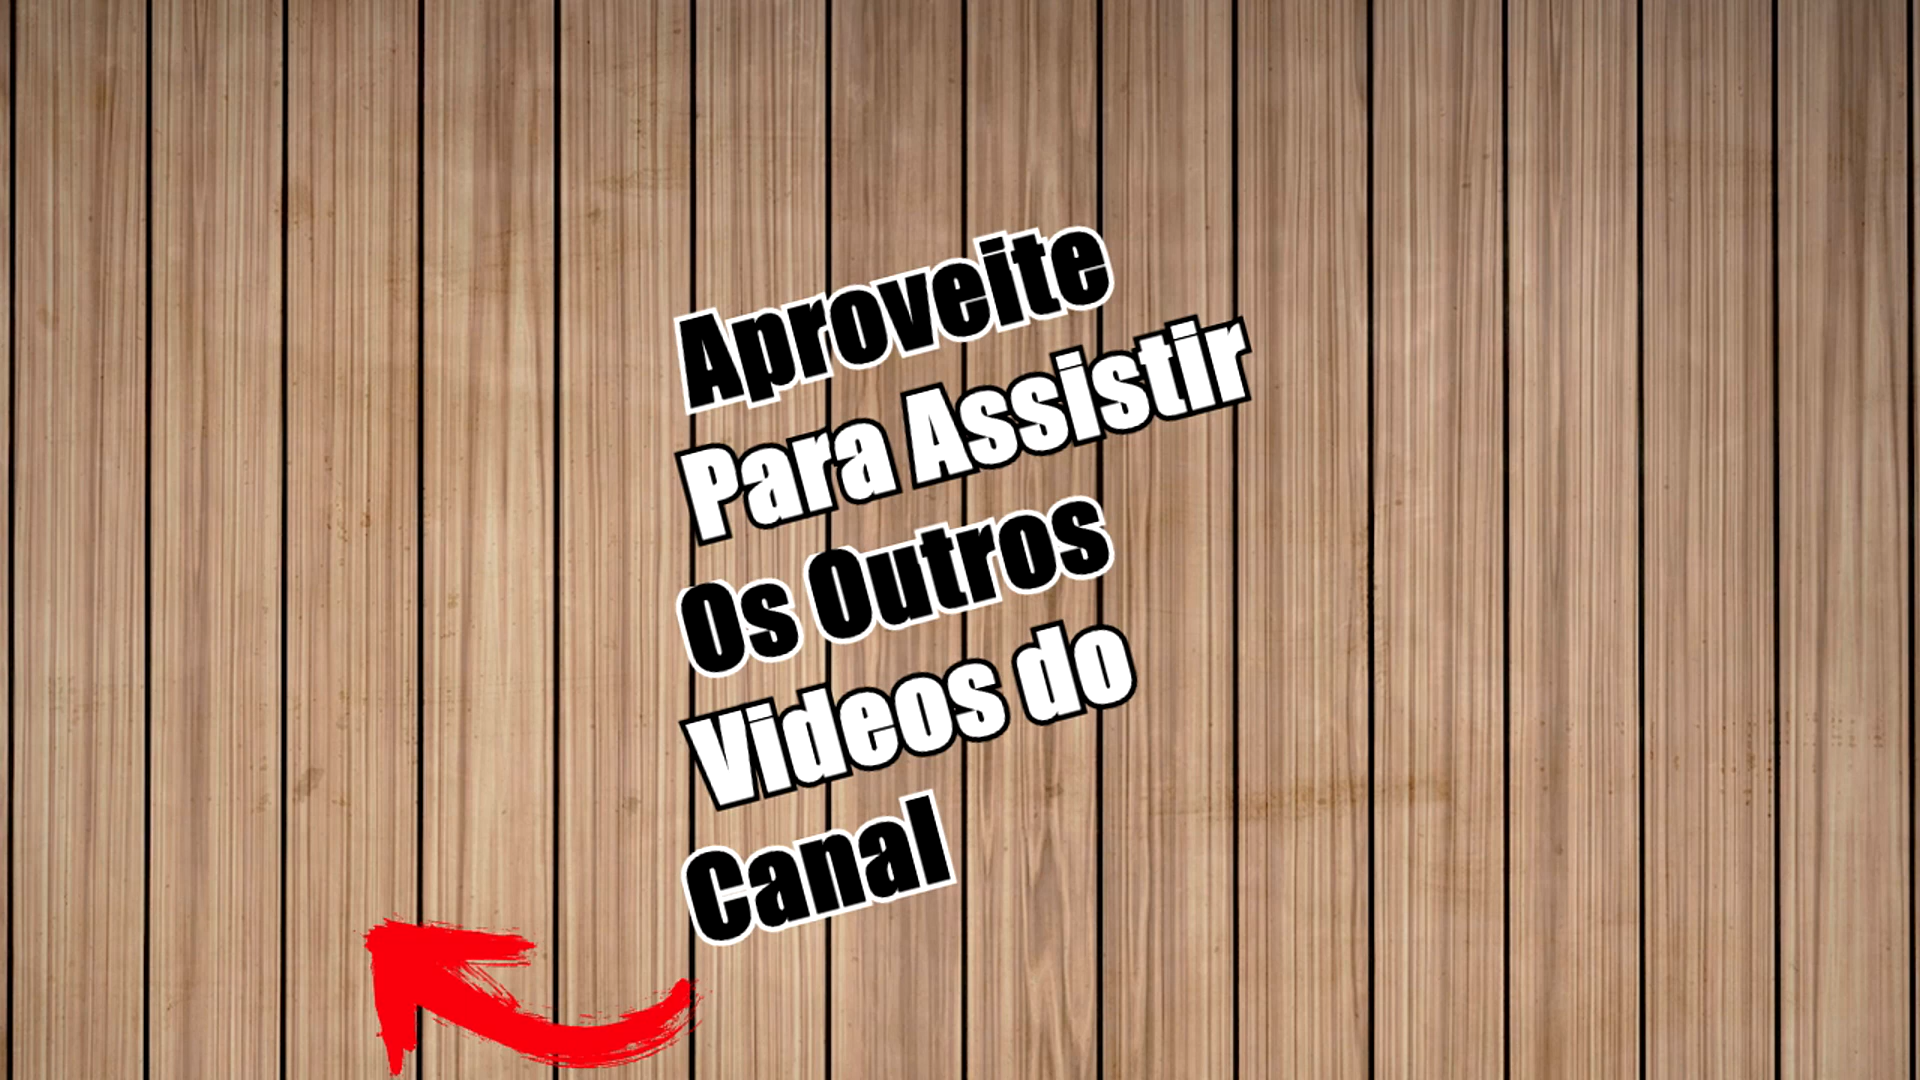 Aproveite
Para Assistir
Os Outros
Videos do
Canal